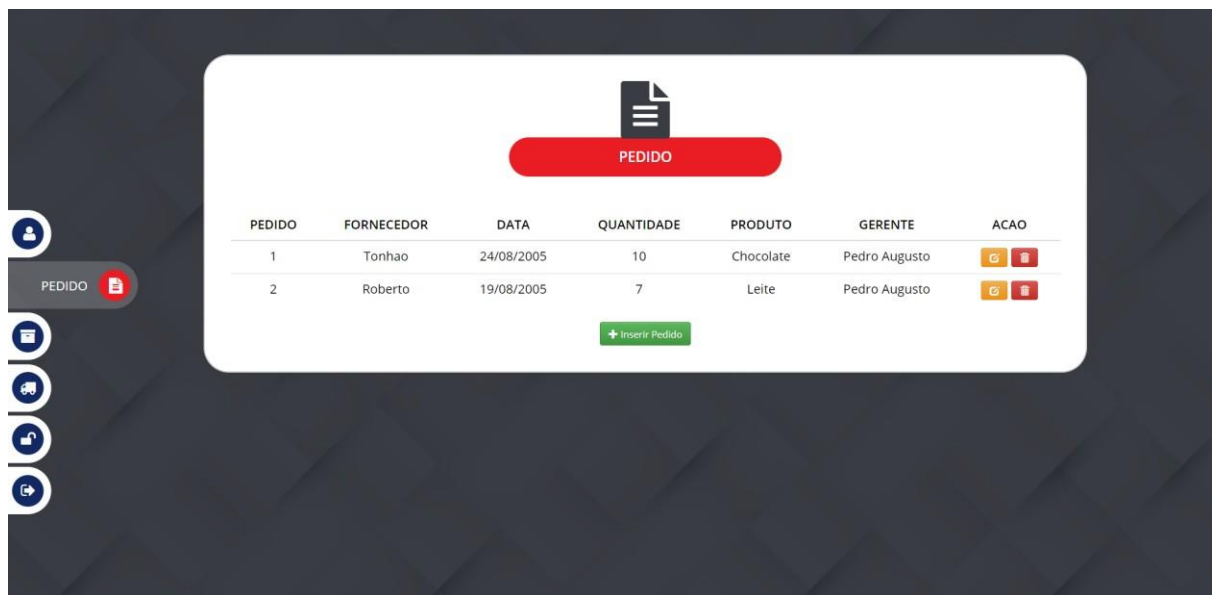 PEDIDO
PEDIDO FORNECEDOR DATA QUANTIDADE PRODUTO GERENTE ACAO
1 Tonhao 24/08/2005 10 Chocolate Pedro Augusto
PEDIDO
2 Roberto 19/08/2005 7 Leite Pedro Augusto
Inserir Pedido